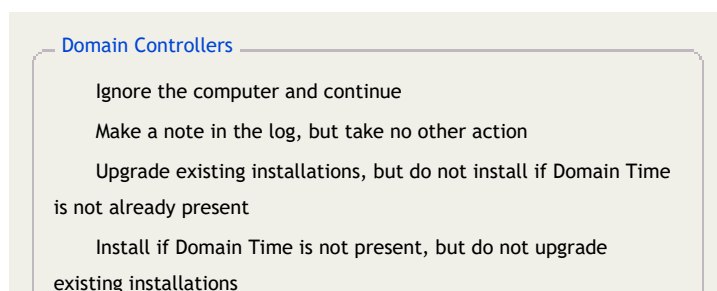 Domain Controllers
Ignore the computer and continue
Make a note in the log, but take no other action
Upgrade existing installations, but do not install if Domain Time
is not already present
Install if Domain Time is not present, but do not upgrade
existing installations